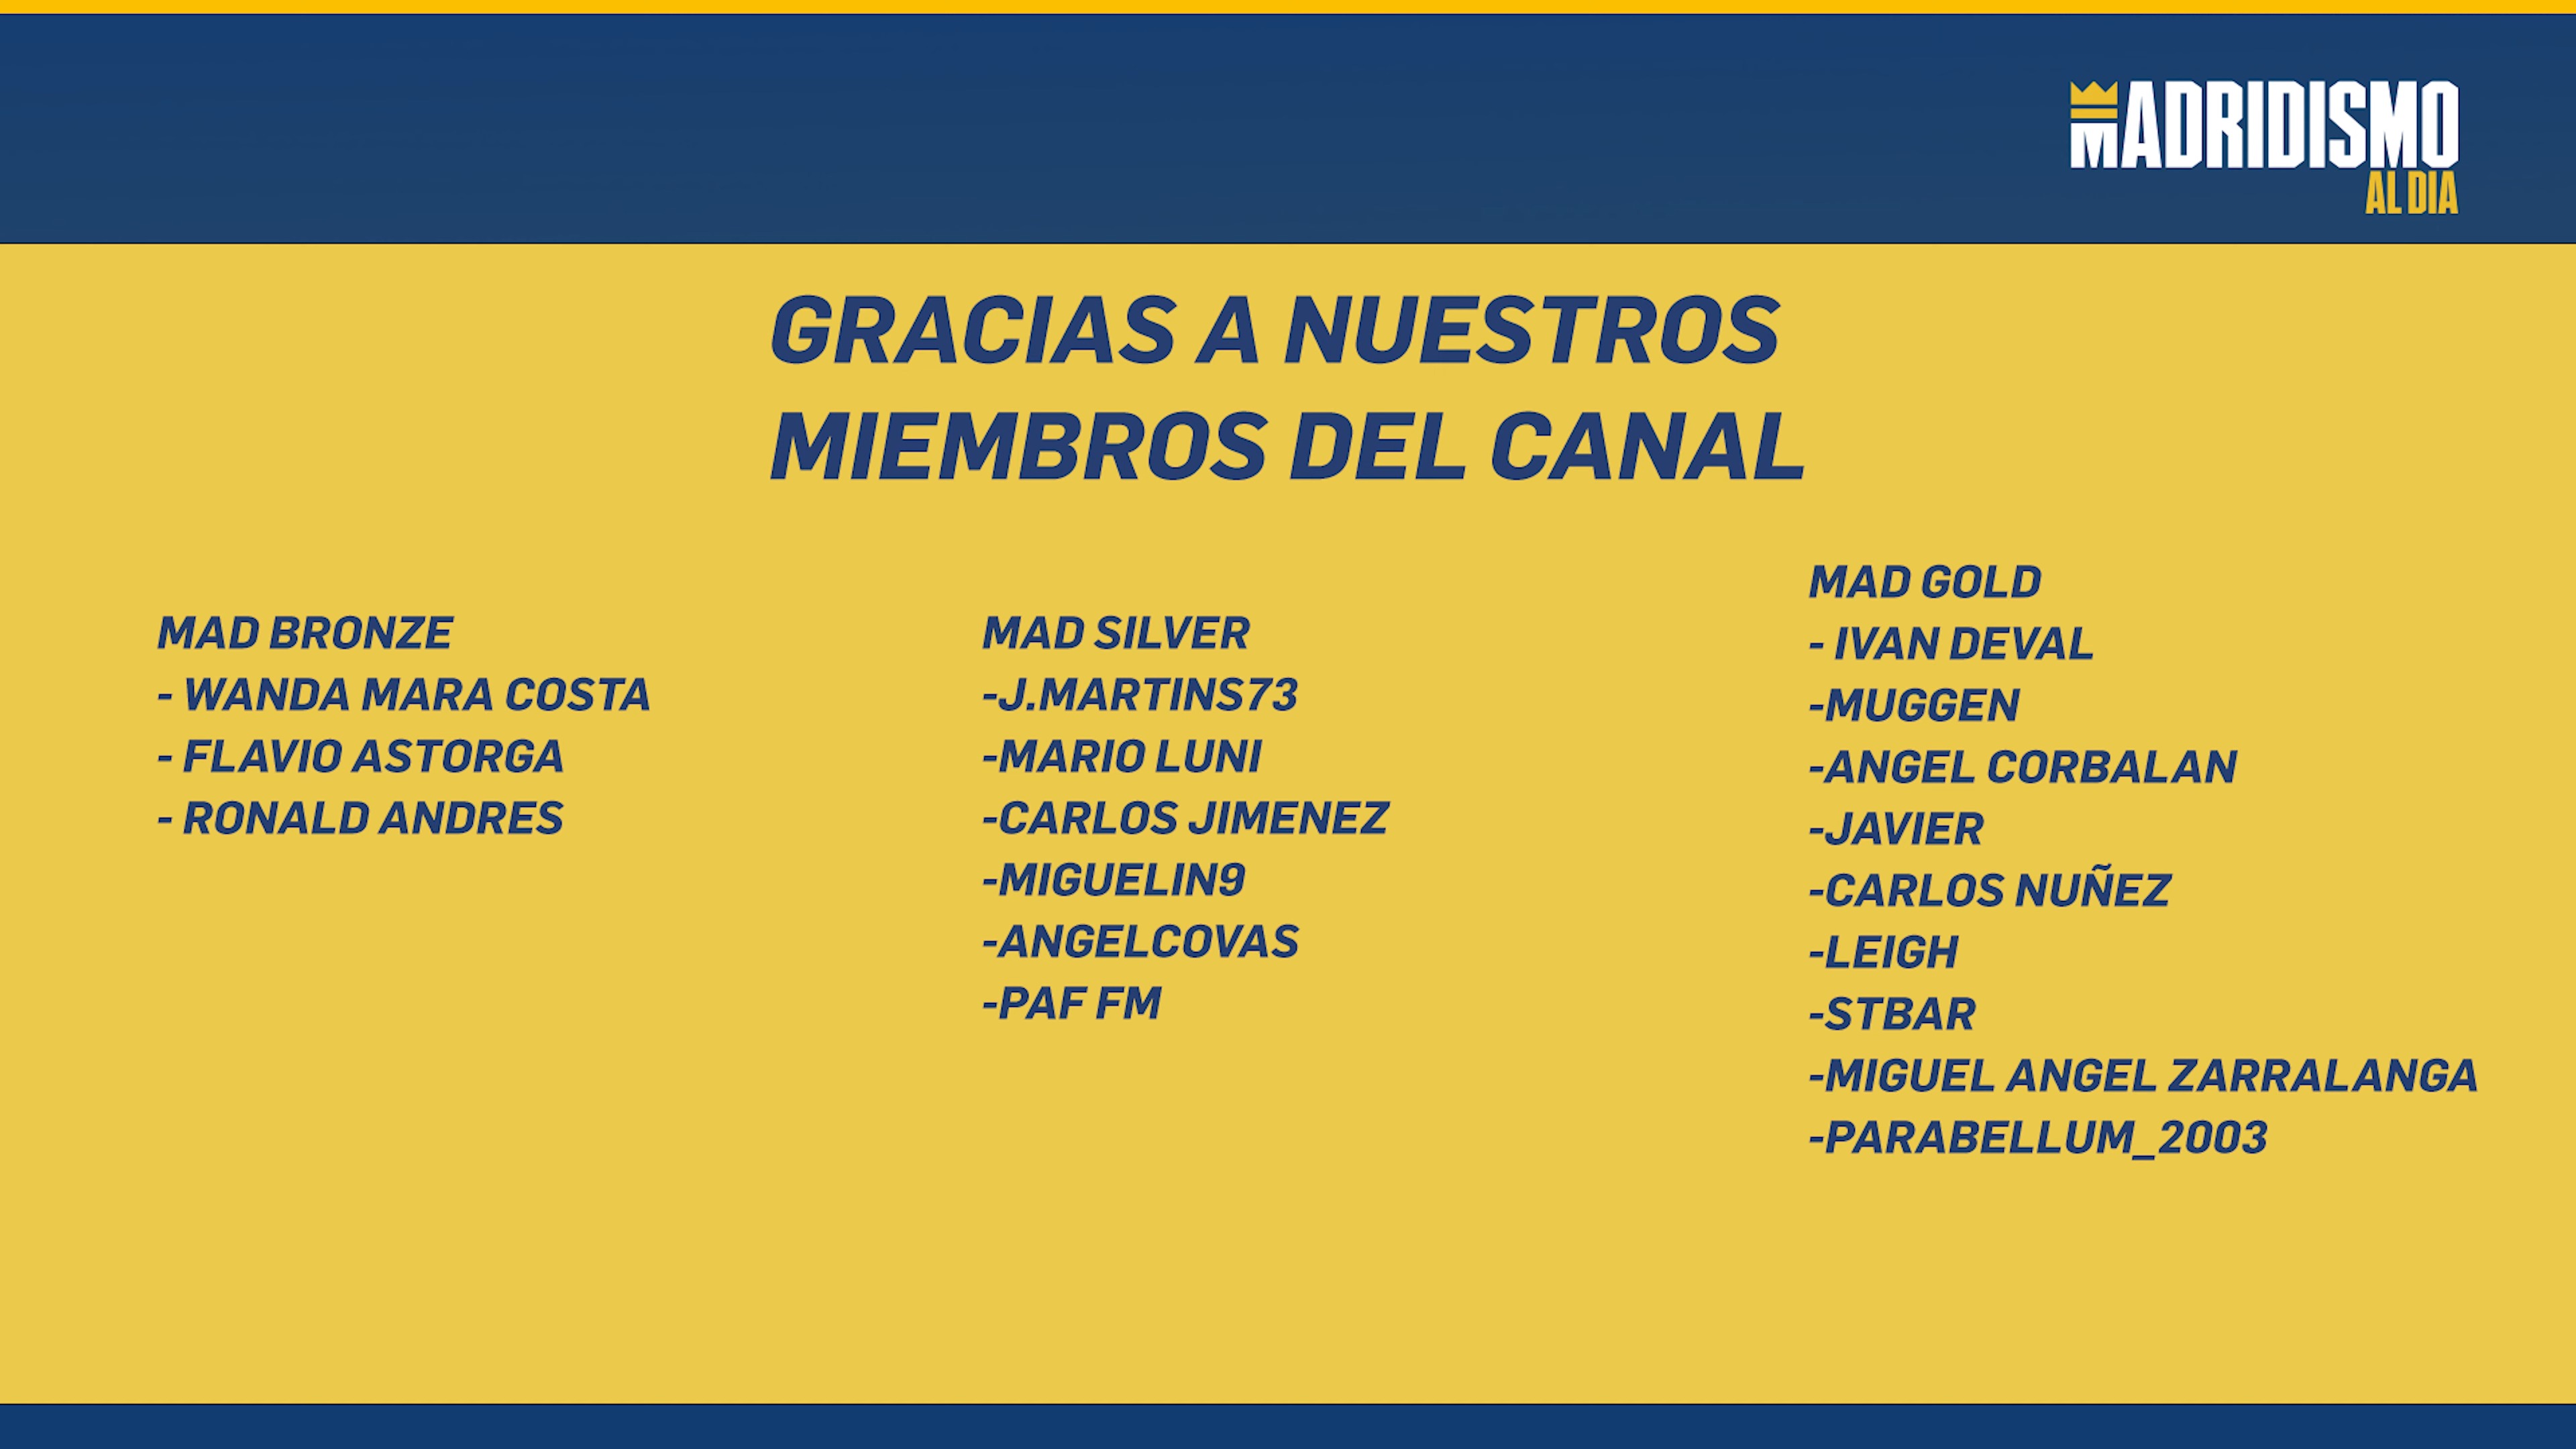 MADRIDISMO
AL DIA
GRACIAS A NUESTROS
MIEMBROS DEL CANAL
MAD BRONZE
- WANDA MARA COSTA
- FLAVIO ASTORGA
- RONALD ANDRES
MAD SILVER
-J.MARTINS73
-MARIO LUNI
-CARLOS JIMENEZ
-MIGUELIN9
-ANGELCOVAS
-PAF FM
MAD GOLD
- IVAN DEVAL
-MUGGEN
-ANGEL CORBALAN
-JAVIER
-CARLOS NUÑEZ
-LEIGH
-STBAR
-MIGUEL ANGEL ZARRALANGA
-PARABELLUM_2003